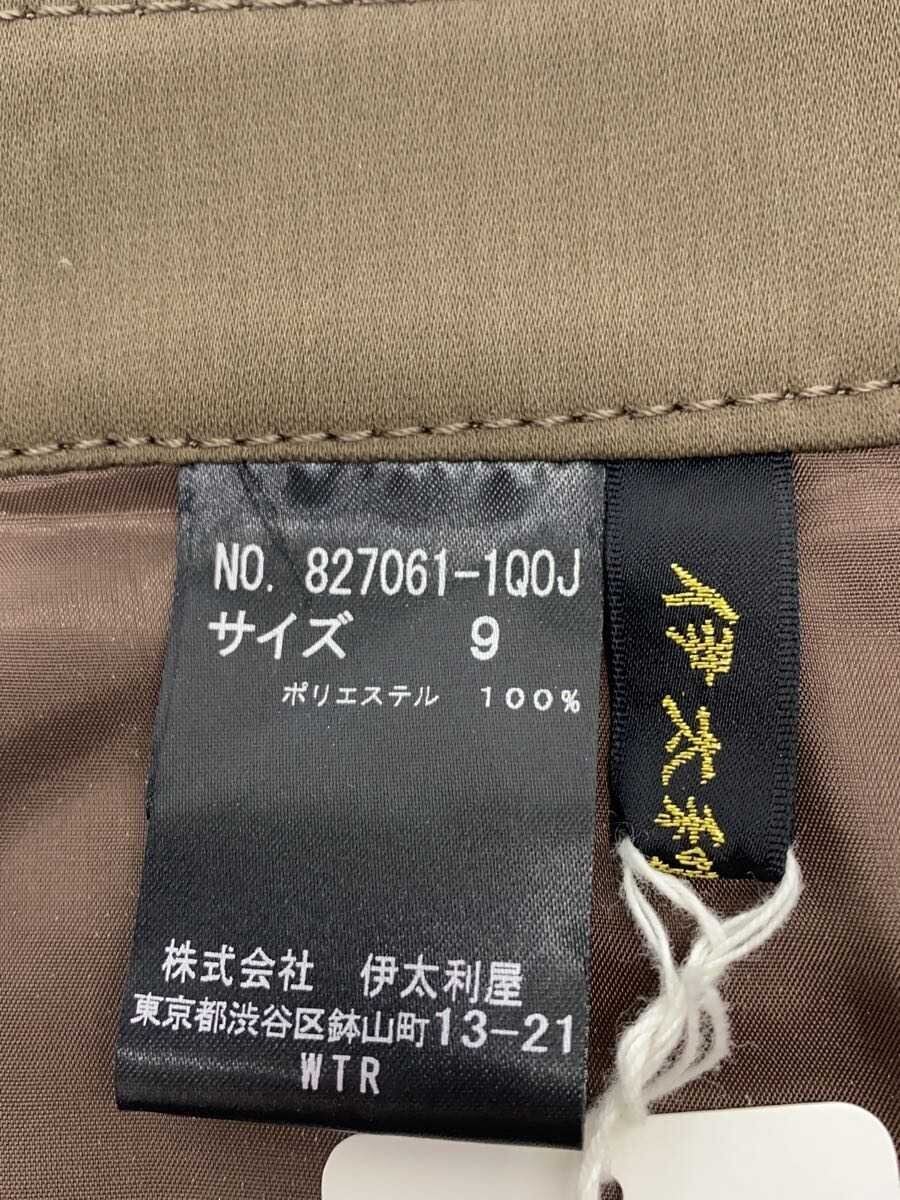 NO. 827061-1Q0J
サイズ 9
ポリエステル 100%
株式会社 伊太利屋
東京都渋谷区鉢山町13-21
WTR
伊太利